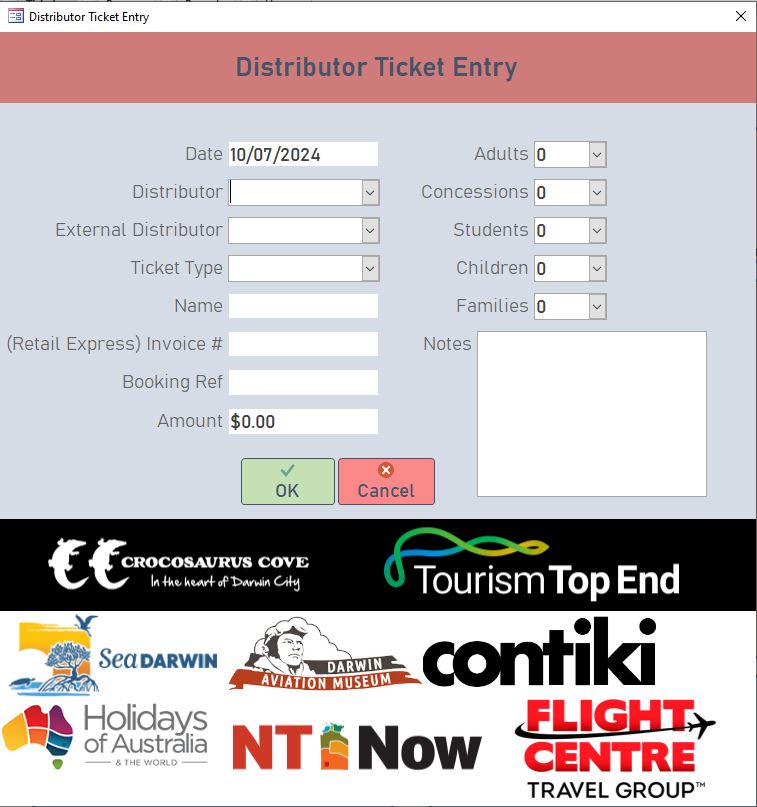 Distributor Ticket Entry
Distributor Ticket Entry
Date 10/07/2024
Distributor
External Distributor
Ticket Type
Name
(Retail Express) Invoice #
Booking Ref
Amount $0.00
Adults 0
Concessions 0
Students 0
Children 0
Families 0
Notes
OK
Cancel
CROCOSAURUS COVE
In the heart of Darwin City
Tourism Top End
Sea DARWIN
DARWIN
AVIATION MUSEUM
contiki
Holidays
of Australia
& THE WORLD
NT Now
FLIGHT
CENTRE
TRAVEL GROUP™